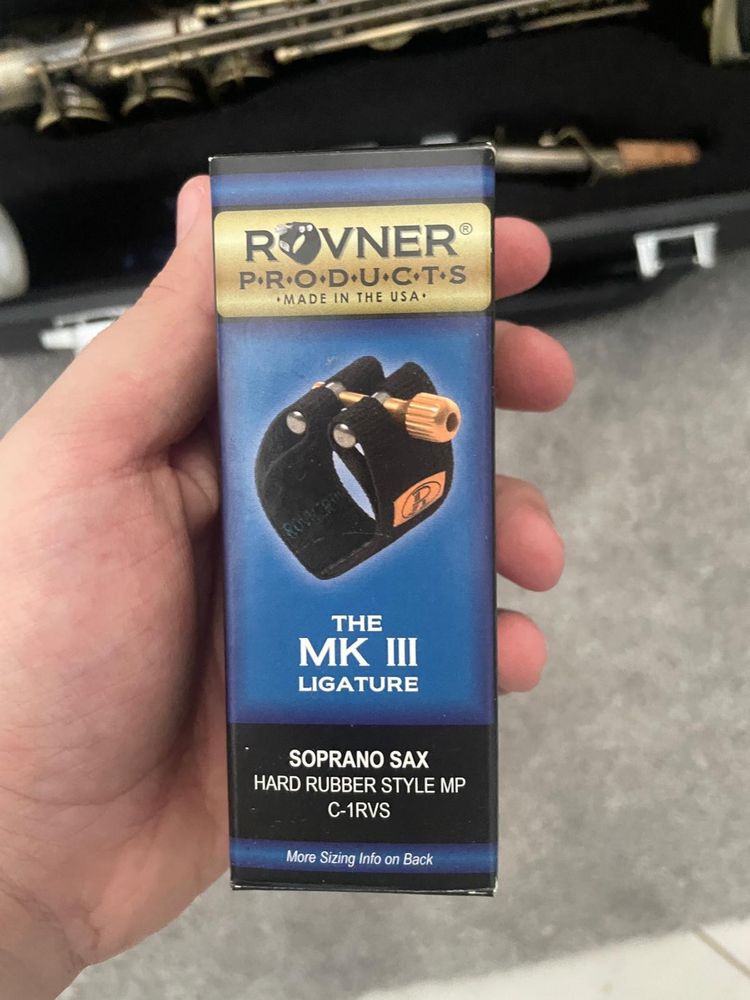 ROVNER®
P•R•O•D•U•C•T•S
•MADE IN THE USA•
R
THE
MK III
LIGATURE
SOPRANO SAX
HARD RUBBER STYLE MP
C-1RVS
More Sizing Info on Back